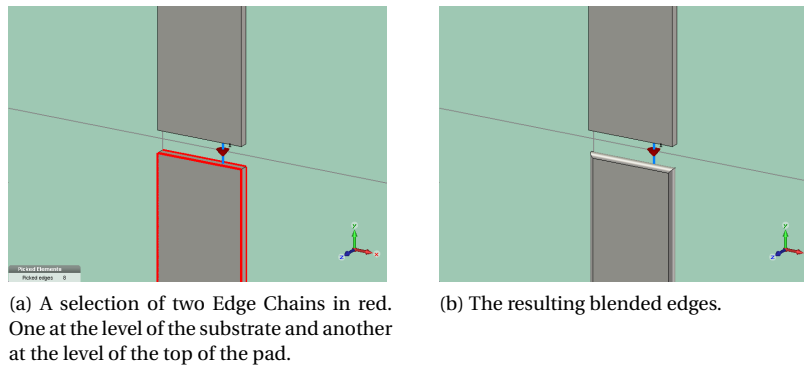 y
z
x
Picked Elements
Picked edges 8
y
z
(a) A selection of two Edge Chains in red.
One at the level of the substrate and another
at the level of the top of the pad.
(b) The resulting blended edges.